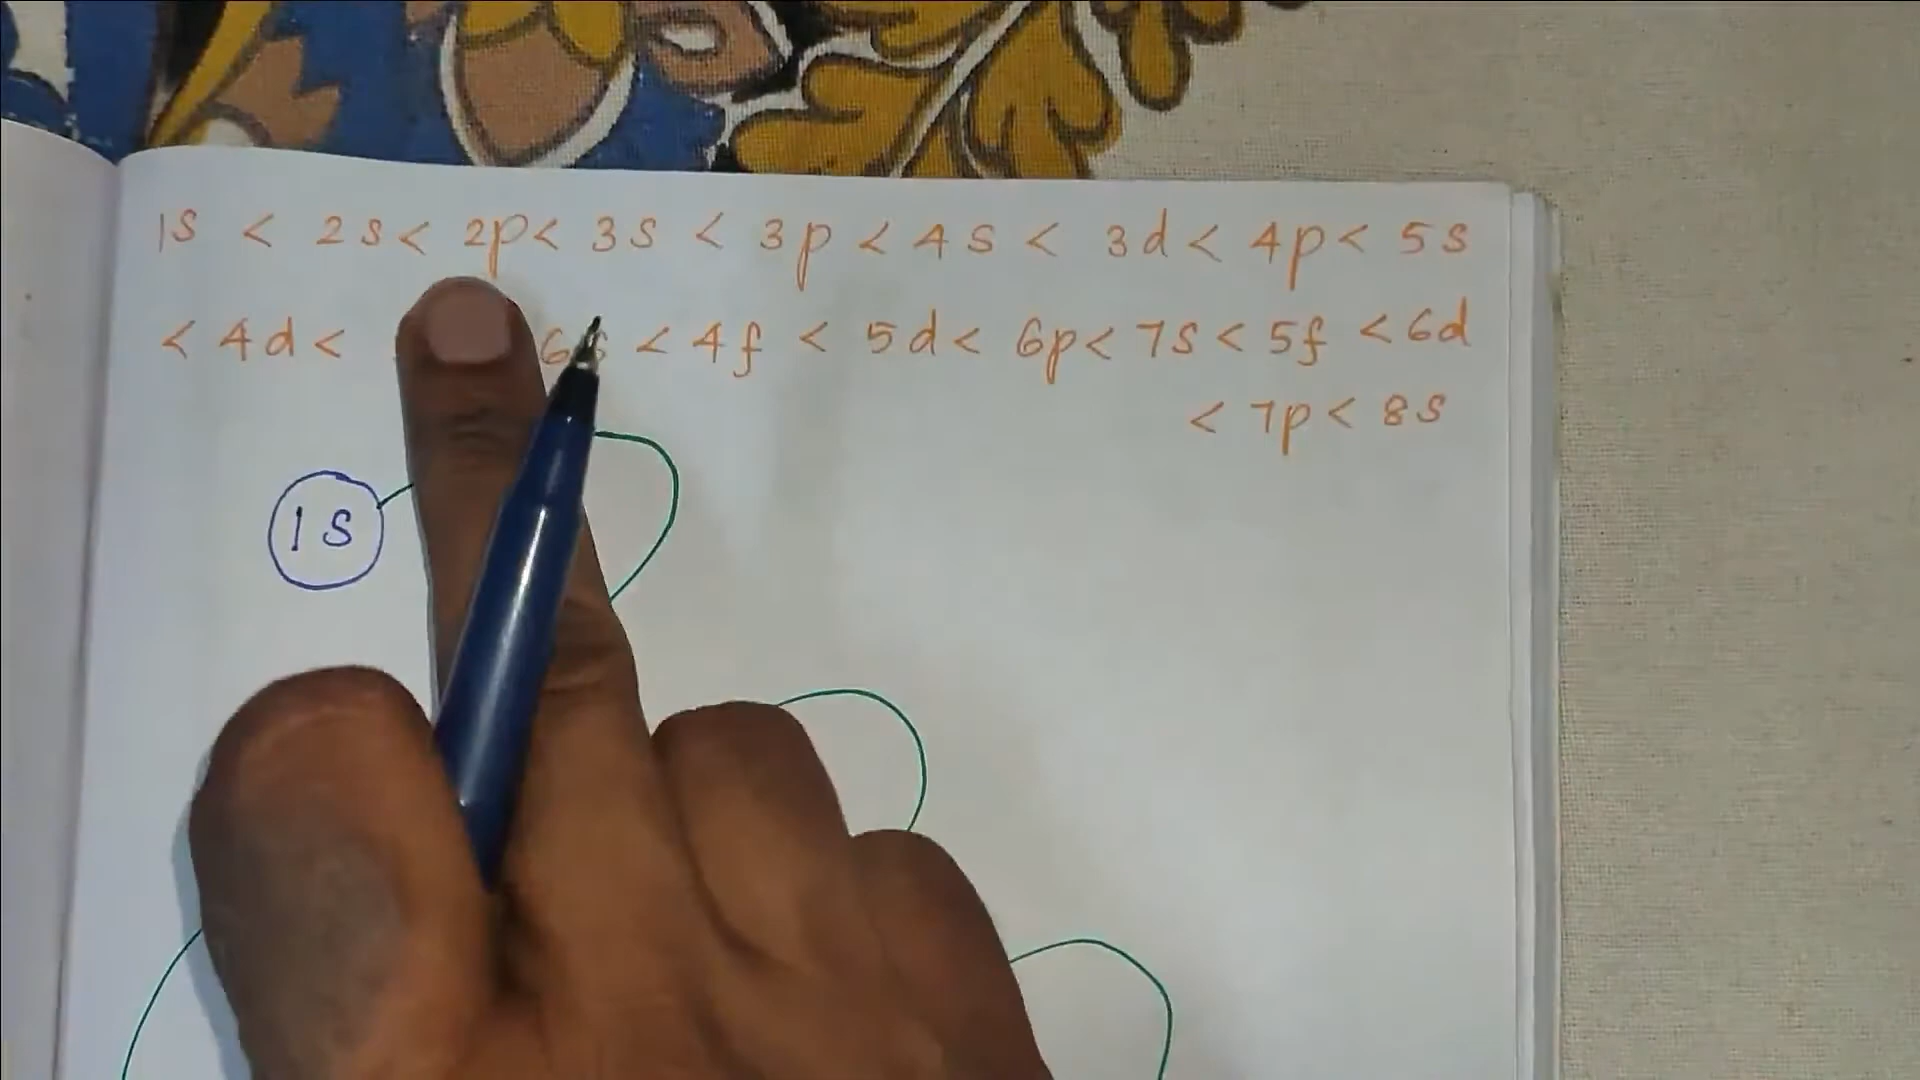 1s < 2s < 2p < 3s < 3p < 4s < 3d < 4p < 5s
< 4d < 6s < 4f < 5d < 6p < 7s < 5f < 6d
< 7p < 8s
1s